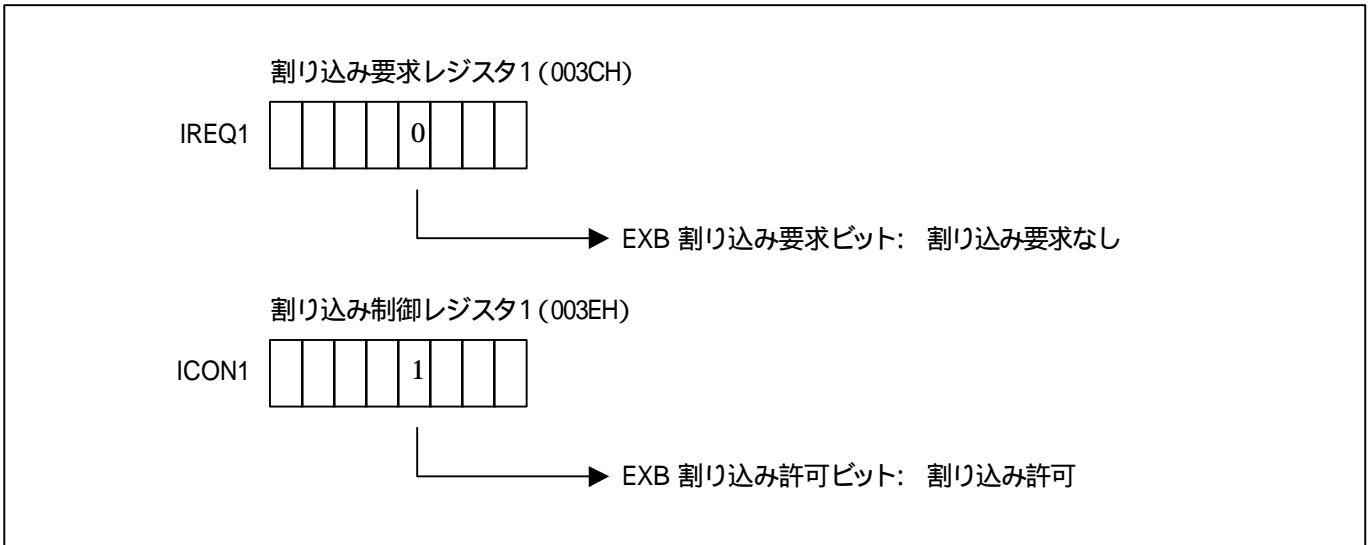 割り込み要求レジスタ1(003CH)
IREQ1 0
EXB 割り込み要求ビット: 割り込み要求なし
割り込み制御レジスタ1(003EH)
ICON1 1
EXB 割り込み許可ビット: 割り込み許可